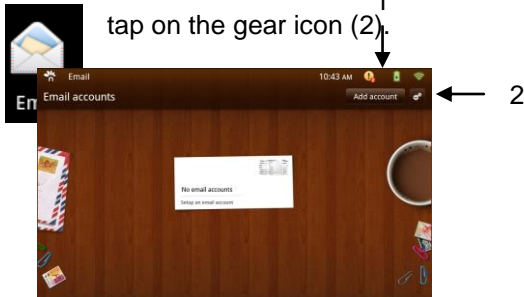 tap on the gear icon (2).
Em
Email
10:43 AM
Email accounts
Add account
2
No email accounts
Setup an email account